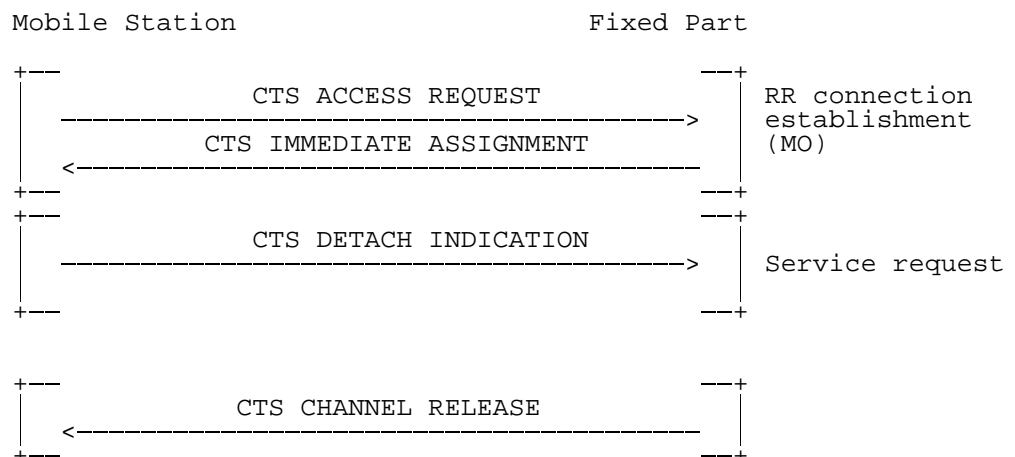 Mobile Station Fixed Part
CTS ACCESS REQUEST RR connection
establishment
CTS IMMEDIATE ASSIGNMENT (MO)
CTS DETACH INDICATION
Service request
CTS CHANNEL RELEASE